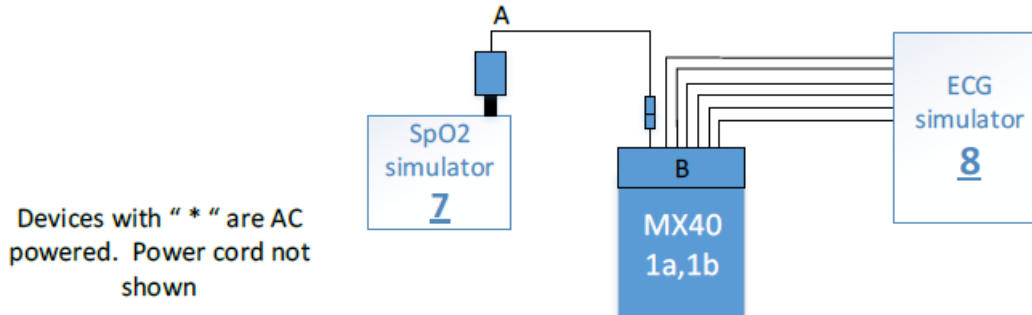 A
SpO2
simulator
7
ECG
simulator
8
B
MX40
1a,1b
Devices with “ * “ are AC
powered. Power cord not
shown